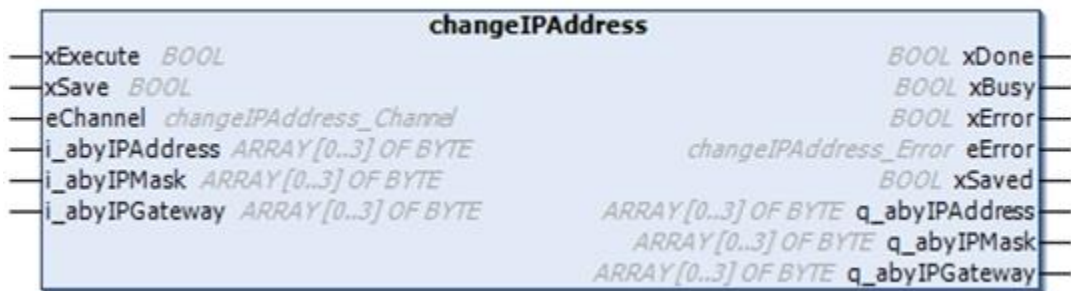 changeIPAddress
xExecute BOOL BOOL xDone
xSave BOOL BOOL xBusy
eChannel changeIPAddress_Channel BOOL xError
i_abyIPAddress ARRAY [0..3] OF BYTE changeIPAddress_Error eError
i_abyIPMask ARRAY [0..3] OF BYTE BOOL xSaved
i_abyIPGateway ARRAY [0..3] OF BYTE ARRAY [0..3] OF BYTE q_abyIPAddress
ARRAY [0..3] OF BYTE q_abyIPMask
ARRAY [0..3] OF BYTE q_abyIPGateway